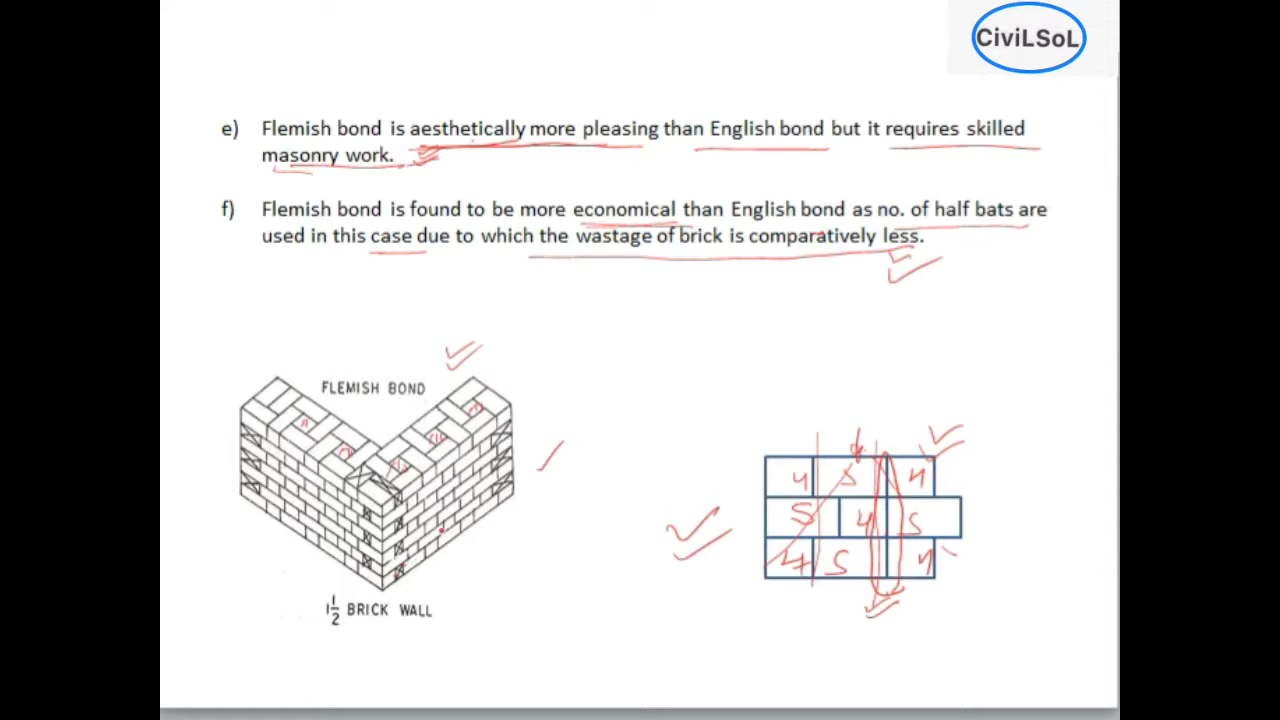 CiviLSoL
e) Flemish bond is aesthetically more pleasing than English bond but it requires skilled
masonry work.
f) Flemish bond is found to be more economical than English bond as no. of half bats are
used in this case due to which the wastage of brick is comparatively less.
FLEMISH BOND
1 1/2 BRICK WALL
H S H
S H S
H S H